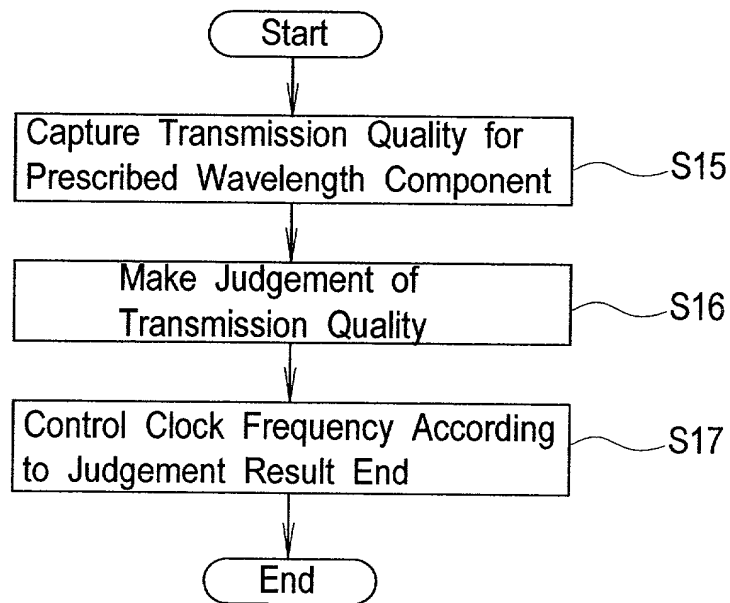 Start
Capture Transmission Quality for
Prescribed Wavelength Component
S15
Make Judgement of
Transmission Quality
S16
Control Clock Frequency According
to Judgement Result End
S17
End